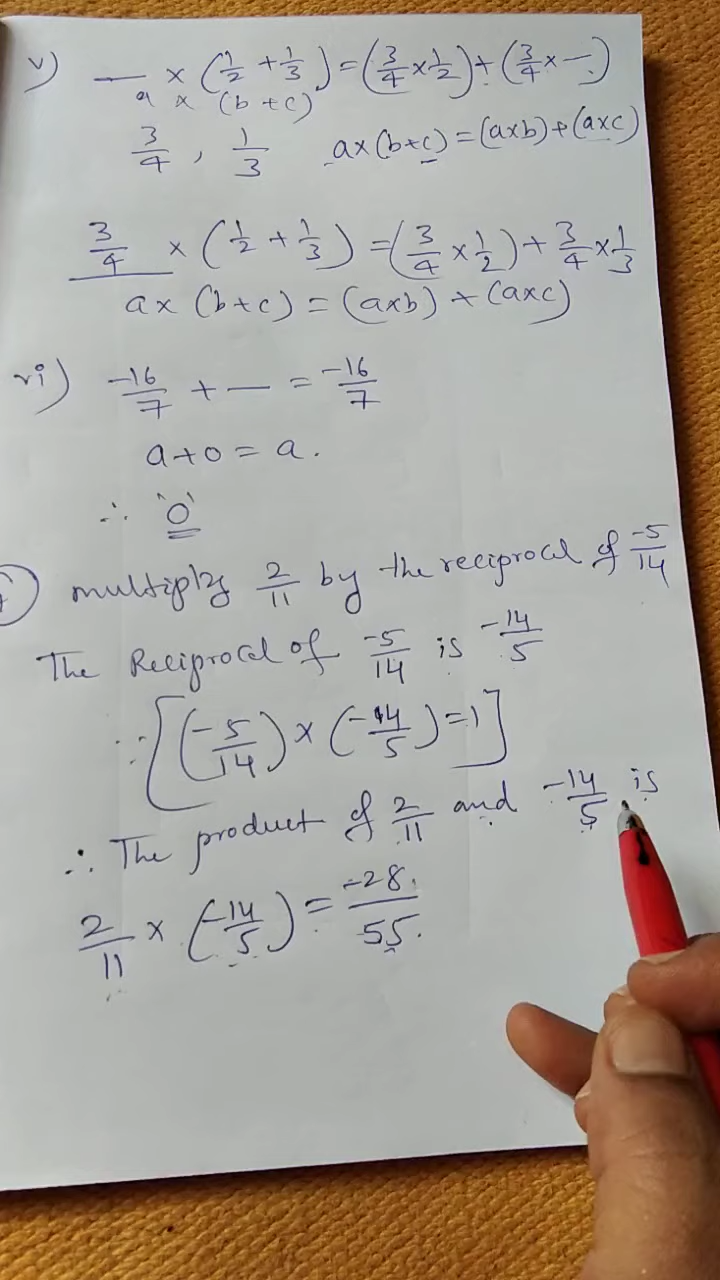 v) — × (1/2 + 1/3) = (3/4 × 1/2) + (3/4 × —)
a × (b + c)
3/4 , 1/3 a×(b+c) = (a×b) + (a×c)
3/4 × (1/2 + 1/3) = (3/4 × 1/2) + 3/4 × 1/3
a × (b+c) = (a×b) + (a×c)
vi) -16/7 + — = -16/7
a + 0 = a.
∴ '0'
multiply 2/11 by the reciprocal of -5/14
The Reciprocal of -5/14 is -14/5
∵ [(-5/14) × (-14/5) = 1]
∴ The product of 2/11 and -14/5 is
2/11 × (-14/5) = -28/55.